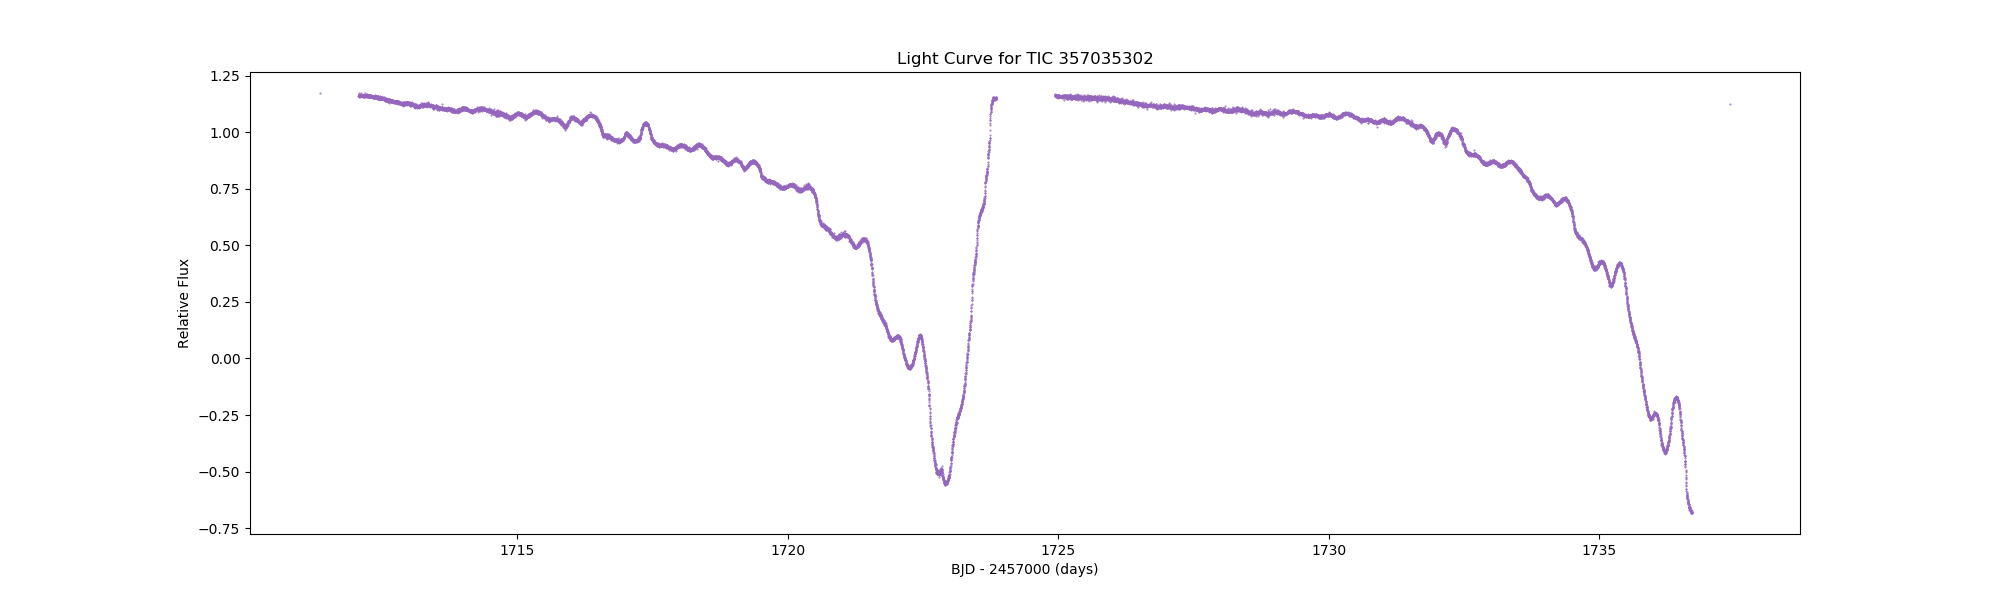 Light Curve for TIC 357035302
1.25
1.00
0.75
0.50
0.25
0.00
−0.25
−0.50
−0.75
Relative Flux
1715 1720 1725 1730 1735
BJD - 2457000 (days)